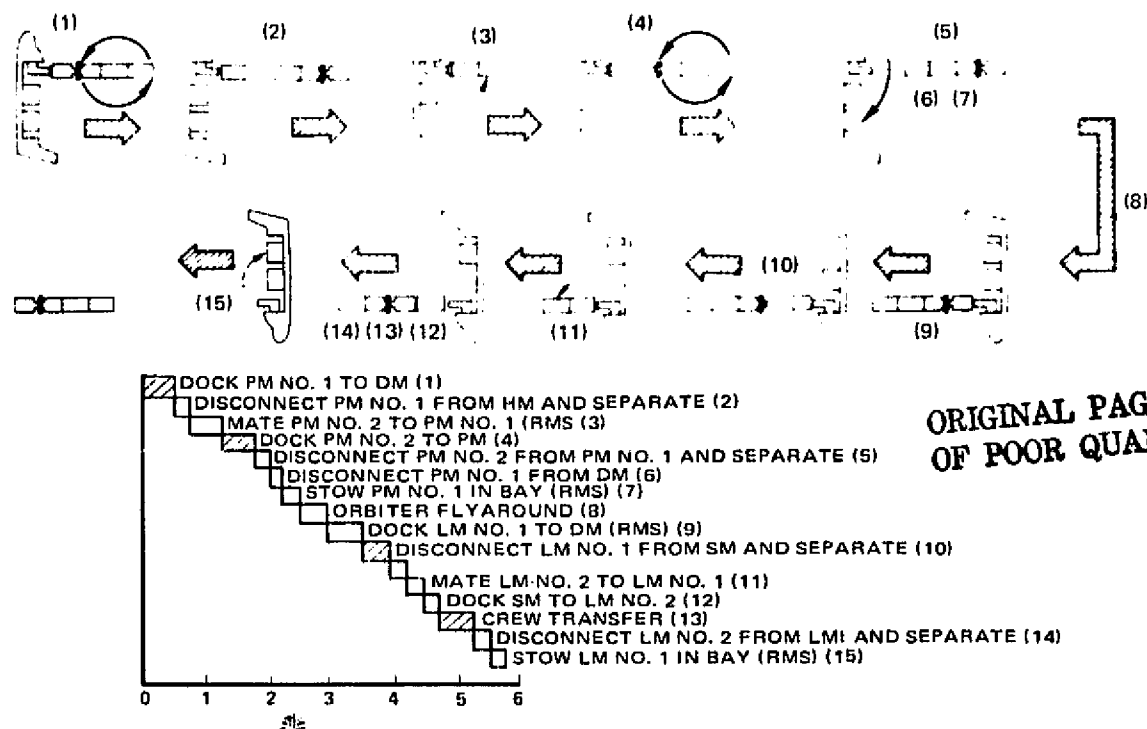 (1)
(2)
(3)
(4)
(5)
(6) (7)
(8)
(15)
(14) (13) (12)
(11)
(10)
(9)
DOCK PM NO. 1 TO DM (1)
DISCONNECT PM NO. 1 FROM HM AND SEPARATE (2)
MATE PM NO. 2 TO PM NO. 1 (RMS (3)
DOCK PM NO. 2 TO PM (4)
DISCONNECT PM NO. 2 FROM PM NO. 1 AND SEPARATE (5)
DISCONNECT PM NO. 1 FROM DM (6)
STOW PM NO. 1 IN BAY (RMS) (7)
ORBITER FLYAROUND (8)
DOCK LM NO. 1 TO DM (RMS) (9)
DISCONNECT LM NO. 1 FROM SM AND SEPARATE (10)
MATE LM NO. 2 TO LM NO. 1 (11)
DOCK SM TO LM NO. 2 (12)
CREW TRANSFER (13)
DISCONNECT LM NO. 2 FROM LMI AND SEPARATE (14)
STOW LM NO. 1 IN BAY (RMS) (15)
0 1 2 3 4 5 6
ORIGINAL PAG
OF POOR QUA